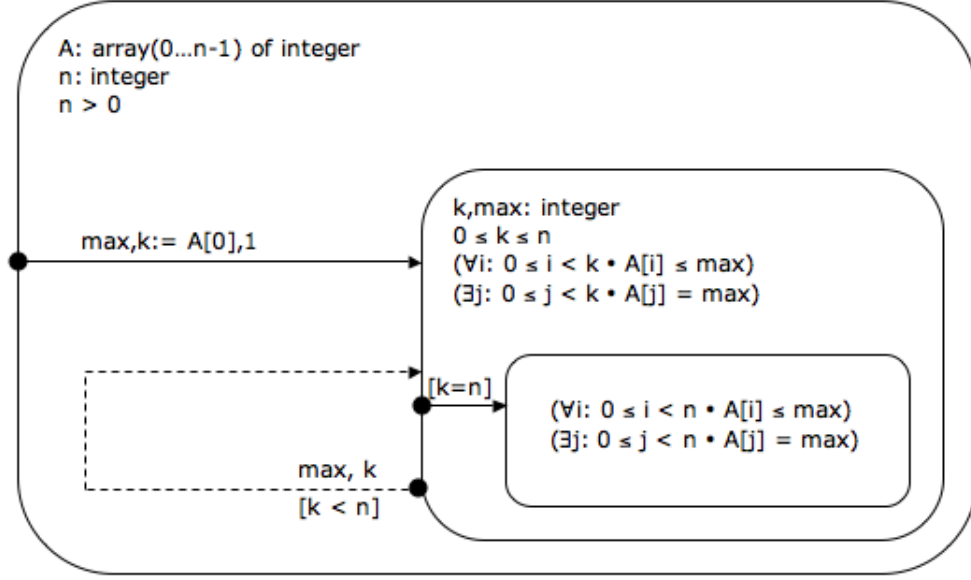 A: array(0...n-1) of integer
n: integer
n > 0
k,max: integer
0 ≤ k ≤ n
(∀i: 0 ≤ i < k • A[i] ≤ max)
(∃j: 0 ≤ j < k • A[j] = max)
max,k:= A[0],1
[k=n]
(∀i: 0 ≤ i < n • A[i] ≤ max)
(∃j: 0 ≤ j < n • A[j] = max)
max, k
[k < n]